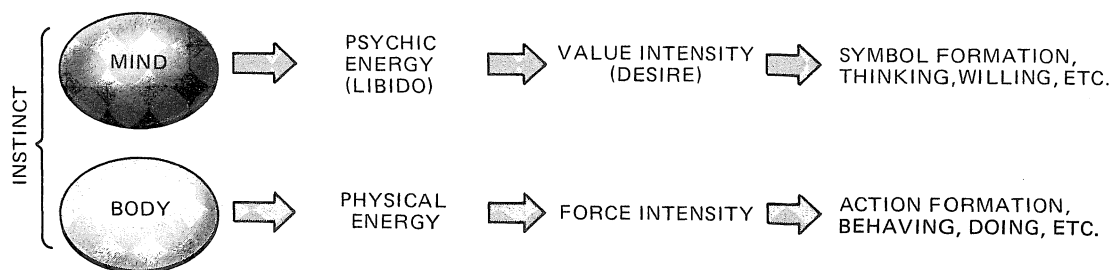 INSTINCT
MIND
PSYCHIC
ENERGY
(LIBIDO)
VALUE INTENSITY
(DESIRE)
SYMBOL FORMATION,
THINKING, WILLING, ETC.
BODY
PHYSICAL
ENERGY
FORCE INTENSITY
ACTION FORMATION,
BEHAVING, DOING, ETC.